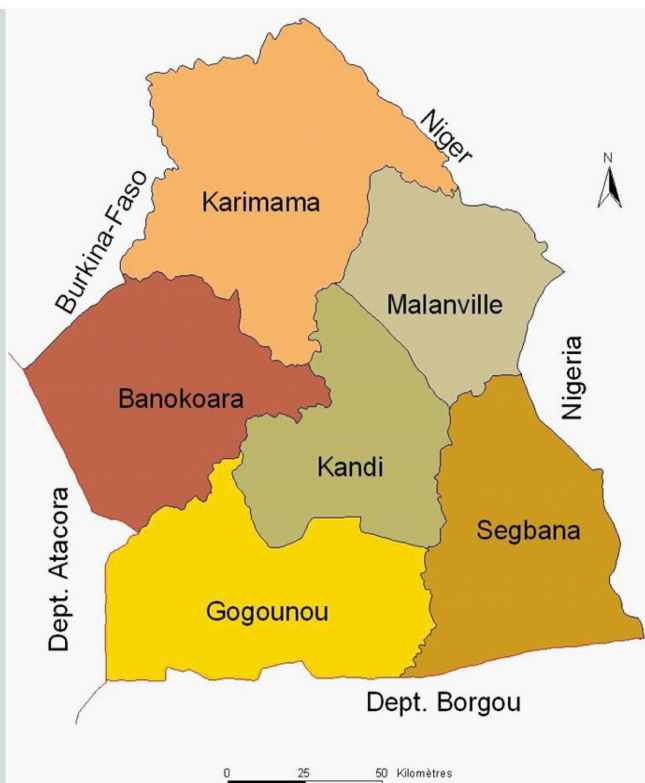 Niger
N
Karimama
Burkina-Faso
Malanville
Nigeria
Banokoara
Kandi
Segbana
Dept. Atacora
Gogounou
Dept. Borgou
0 25 50 Kilomètres